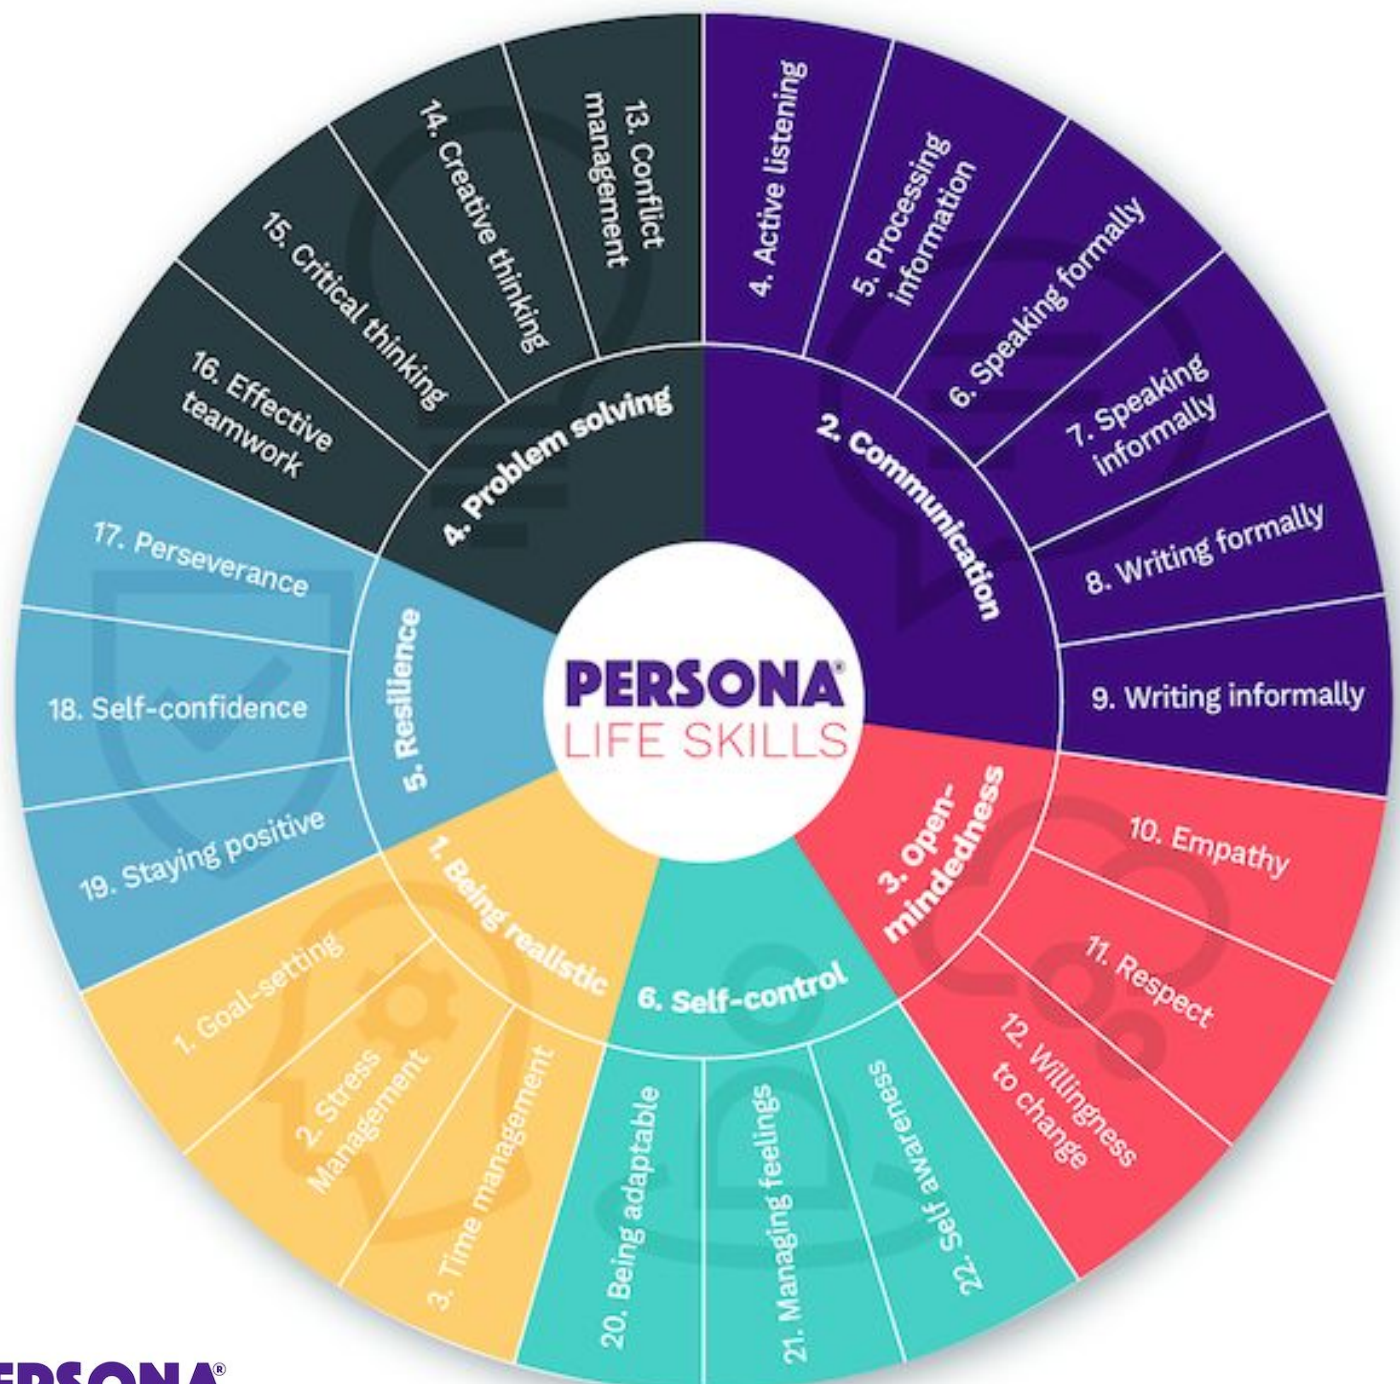 PERSONA®
LIFE SKILLS
1. Being realistic
1. Goal-setting
2. Stress
Management
3. Time management
2. Communication
4. Active listening
5. Processing
information
6. Speaking formally
7. Speaking
informally
8. Writing formally
9. Writing informally
3. Open-
mindedness
10. Empathy
11. Respect
12. Willingness
to change
4. Problem solving
13. Conflict
management
14. Creative thinking
15. Critical thinking
16. Effective
teamwork
5. Resilience
17. Perseverance
18. Self-confidence
19. Staying positive
6. Self-control
20. Being adaptable
21. Managing feelings
22. Self awareness
ERSONA®